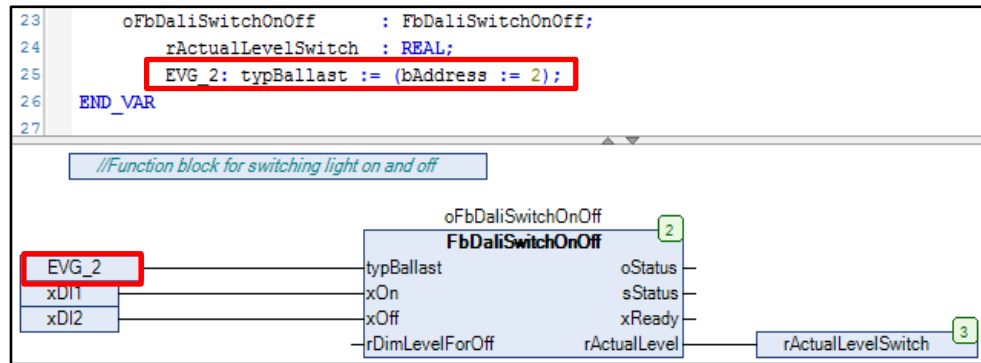 23 oFbDaliSwitchOnOff : FbDaliSwitchOnOff;
24 rActualLevelSwitch : REAL;
25 EVG_2: typBallast := (bAddress := 2);
26 END_VAR
27
//Function block for switching light on and off
oFbDaliSwitchOnOff
FbDaliSwitchOnOff 2
EVG_2 typBallast oStatus
xDI1 xOn sStatus
xDI2 xOff xReady
rDimLevelForOff rActualLevel rActualLevelSwitch 3